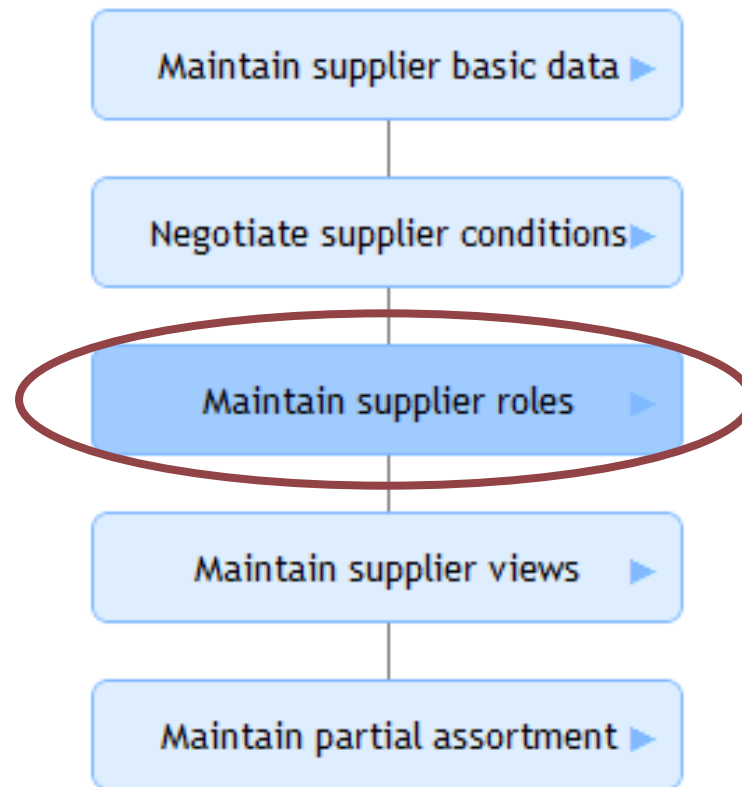 Maintain supplier basic data
Negotiate supplier conditions
Maintain supplier roles
Maintain supplier views
Maintain partial assortment